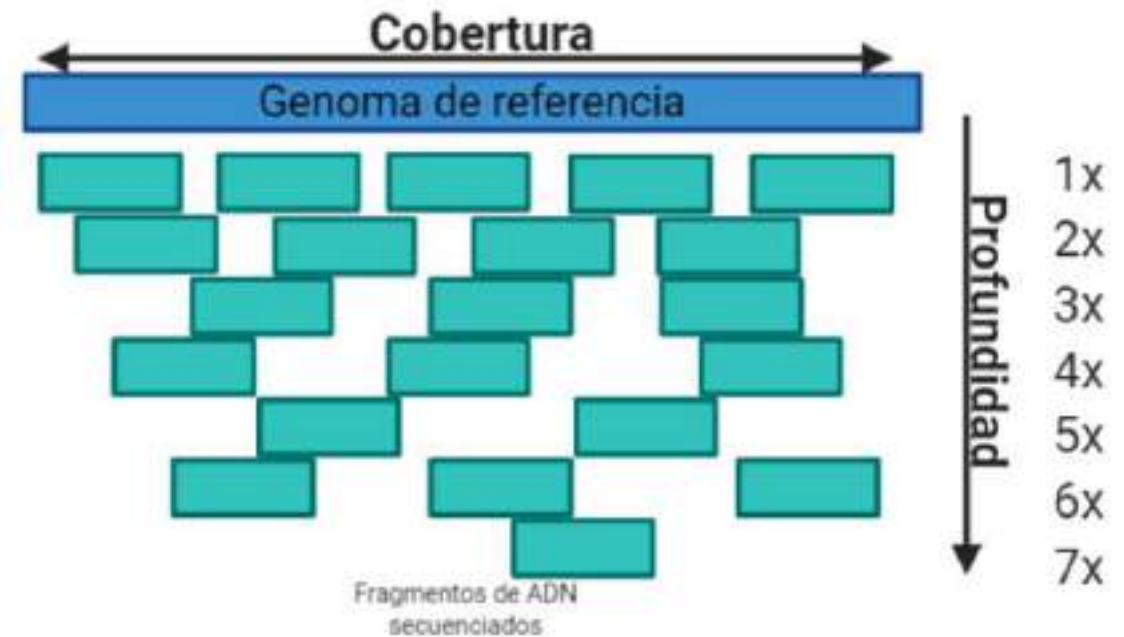 Cobertura
Genoma de referencia
1x
2x
3x
4x
5x
6x
7x
Profundidad
Fragmentos de ADN
secuenciados